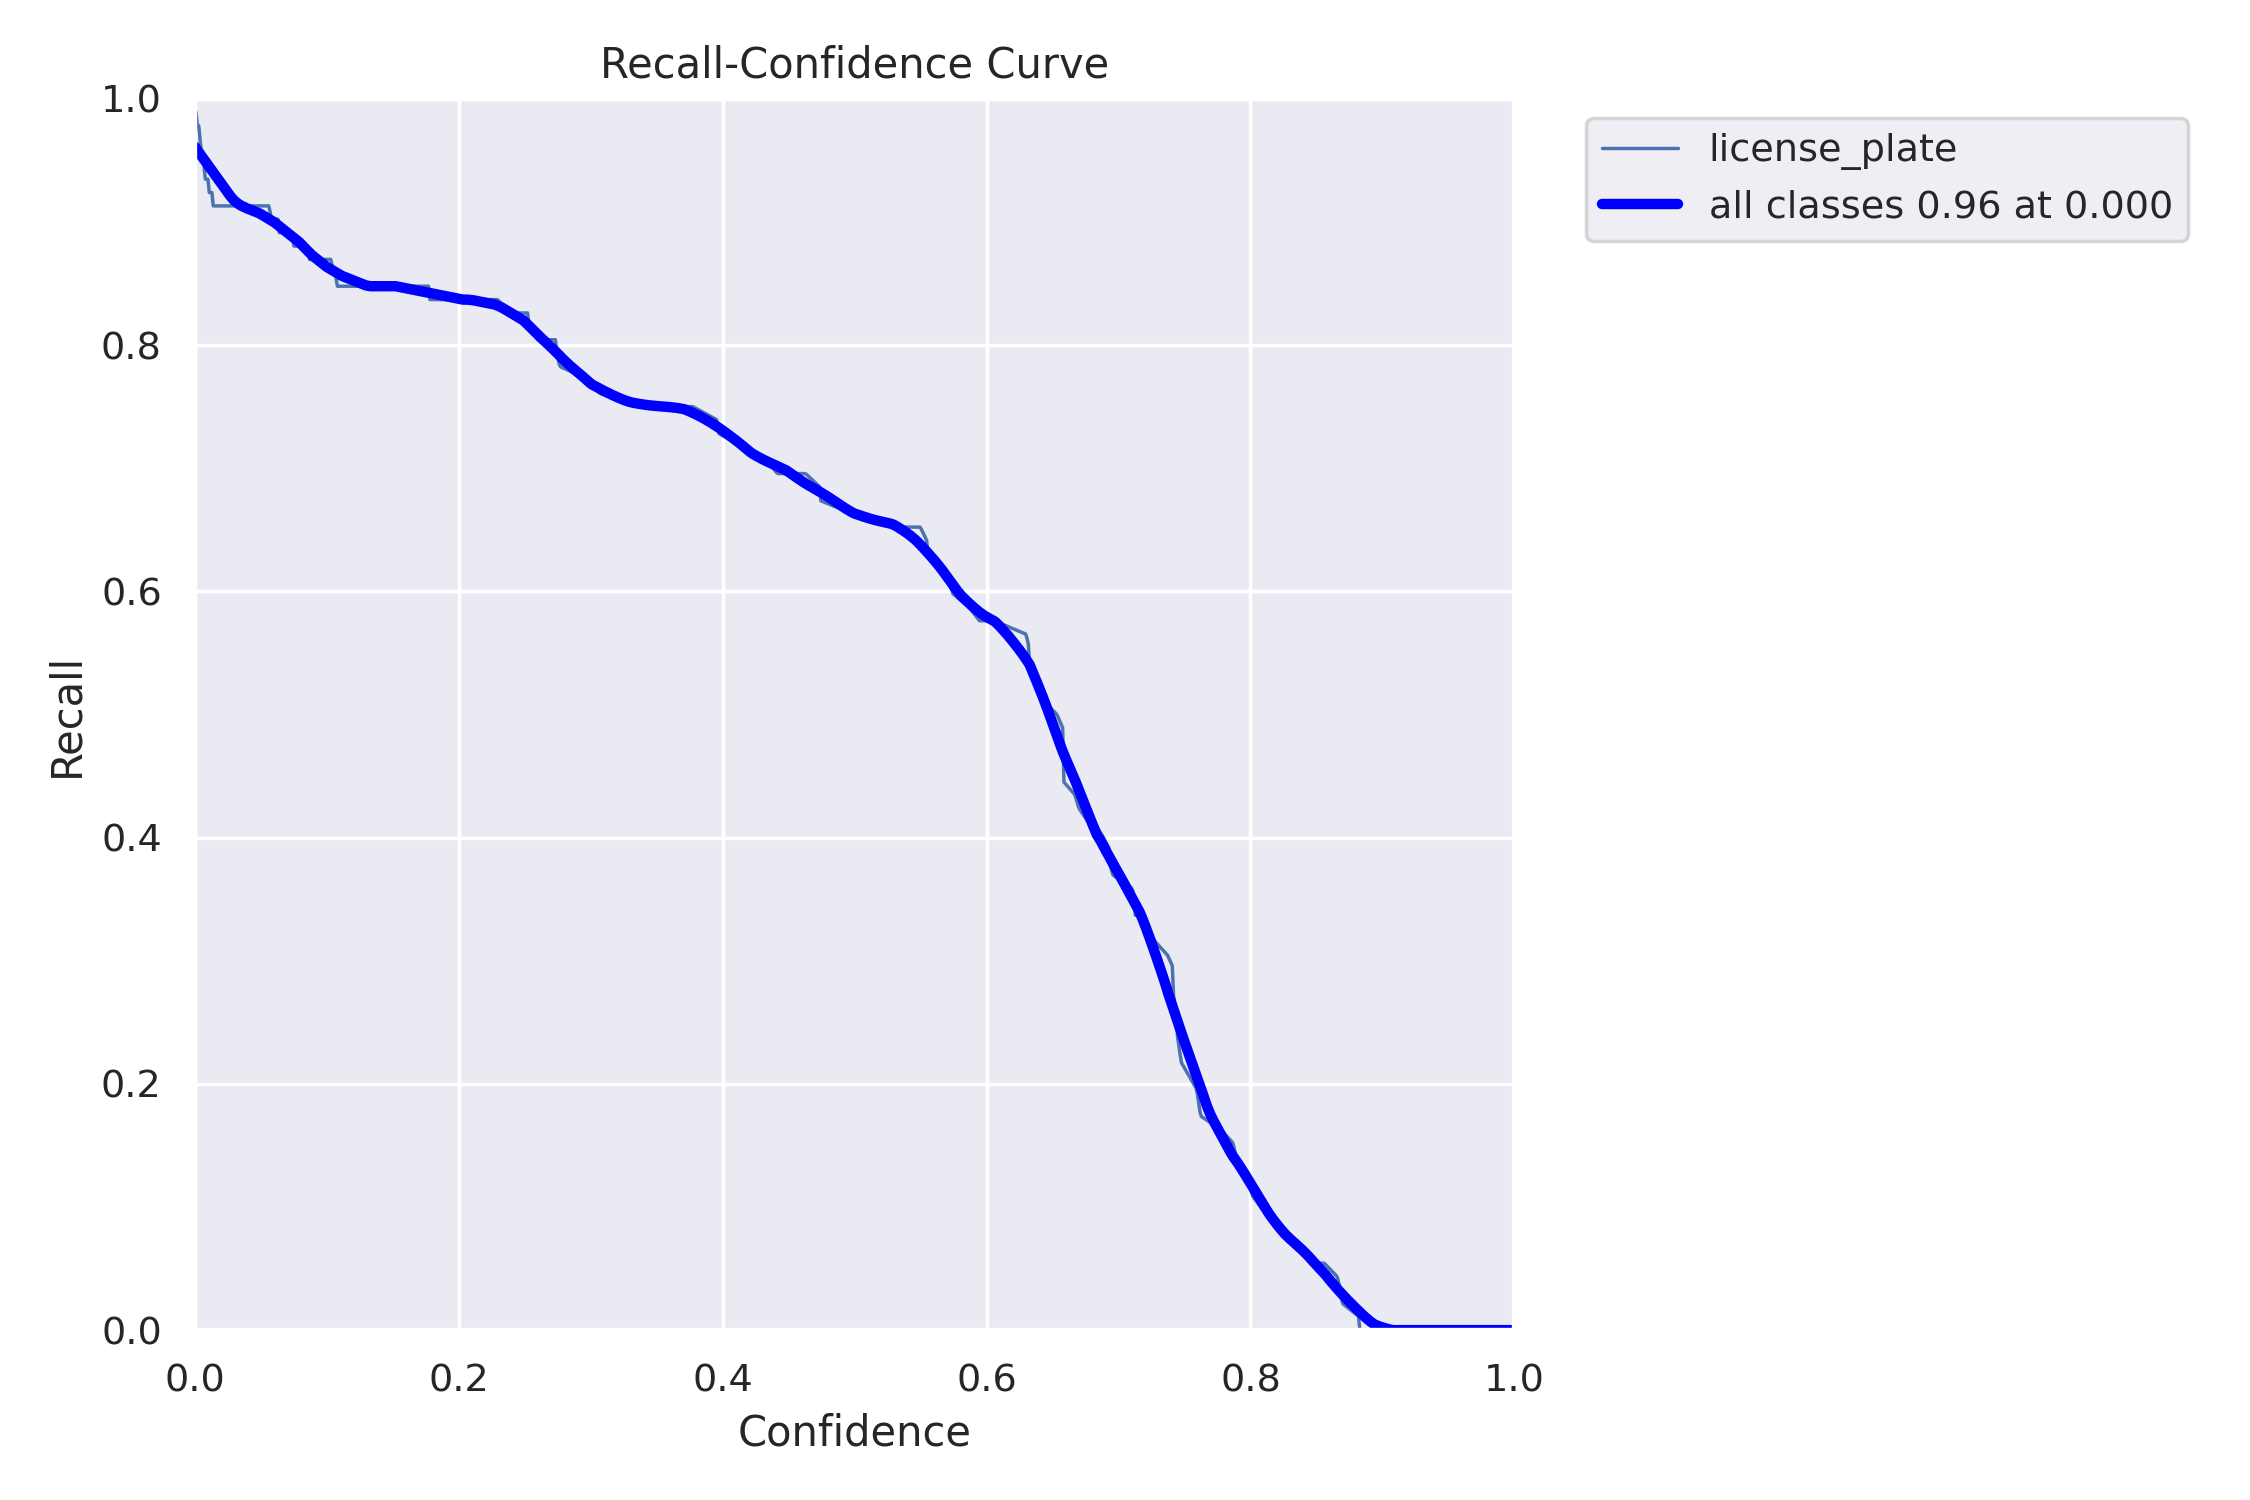 Recall-Confidence Curve
license_plate
all classes 0.96 at 0.000
1.0
0.8
0.6
0.4
0.2
0.0
Recall
0.0 0.2 0.4 0.6 0.8 1.0
Confidence